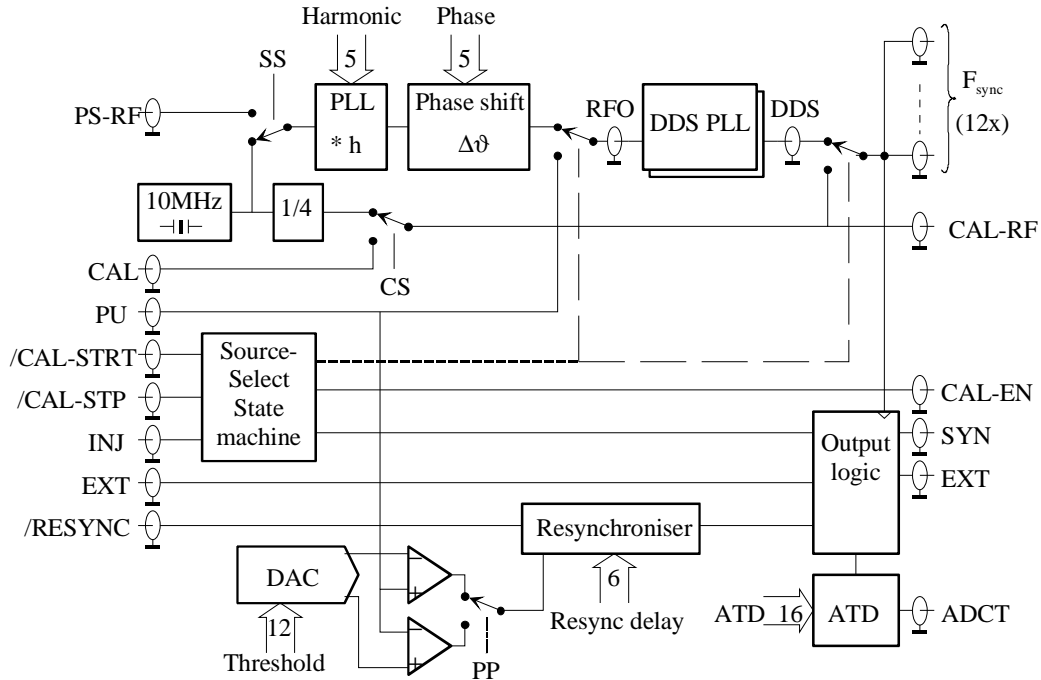 Harmonic
Phase
5
5
SS
PS-RF
PLL
* h
Phase shift
Δϑ
RFO
DDS PLL
DDS
F_sync
(12x)
10MHz
1/4
CAL-RF
CAL
CS
PU
/CAL-STRT
Source-
Select
State
machine
/CAL-STP
CAL-EN
INJ
Output
logic
SYN
EXT
EXT
/RESYNC
Resynchroniser
DAC
6
Resync delay
12
Threshold
PP
ATD
16
ATD
ADCT